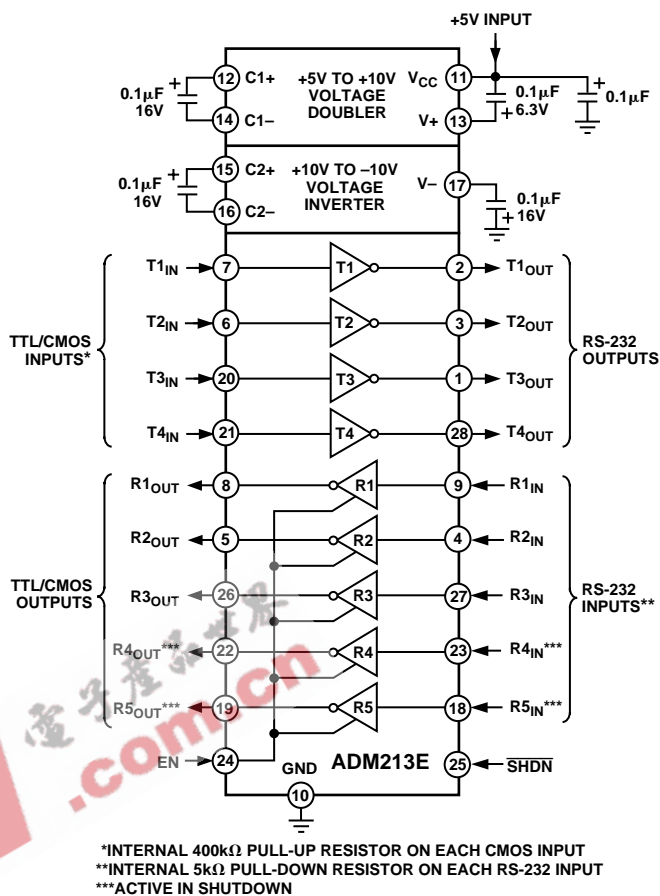 +5V INPUT
0.1μF
16V
+
12 C1+
14 C1–
+5V TO +10V
VOLTAGE
DOUBLER
VCC 11
V+ 13
+
0.1μF
6.3V
+
0.1μF
0.1μF
16V
+
15 C2+
16 C2–
+10V TO –10V
VOLTAGE
INVERTER
V– 17
0.1μF
16V
+
TTL/CMOS
INPUTS*
T1IN 7 T1 2 T1OUT
T2IN 6 T2 3 T2OUT
T3IN 20 T3 1 T3OUT
T4IN 21 T4 28 T4OUT
RS-232
OUTPUTS
TTL/CMOS
OUTPUTS
R1OUT 8 R1 9 R1IN
R2OUT 5 R2 4 R2IN
R3OUT 26 R3 27 R3IN
R4OUT*** 22 R4 23 R4IN***
R5OUT*** 19 R5 18 R5IN***
RS-232
INPUTS**
EN 24
GND
10
ADM213E
25 SHDN
電子產品世界
.com.cn
*INTERNAL 400kΩ PULL-UP RESISTOR ON EACH CMOS INPUT
**INTERNAL 5kΩ PULL-DOWN RESISTOR ON EACH RS-232 INPUT
***ACTIVE IN SHUTDOWN